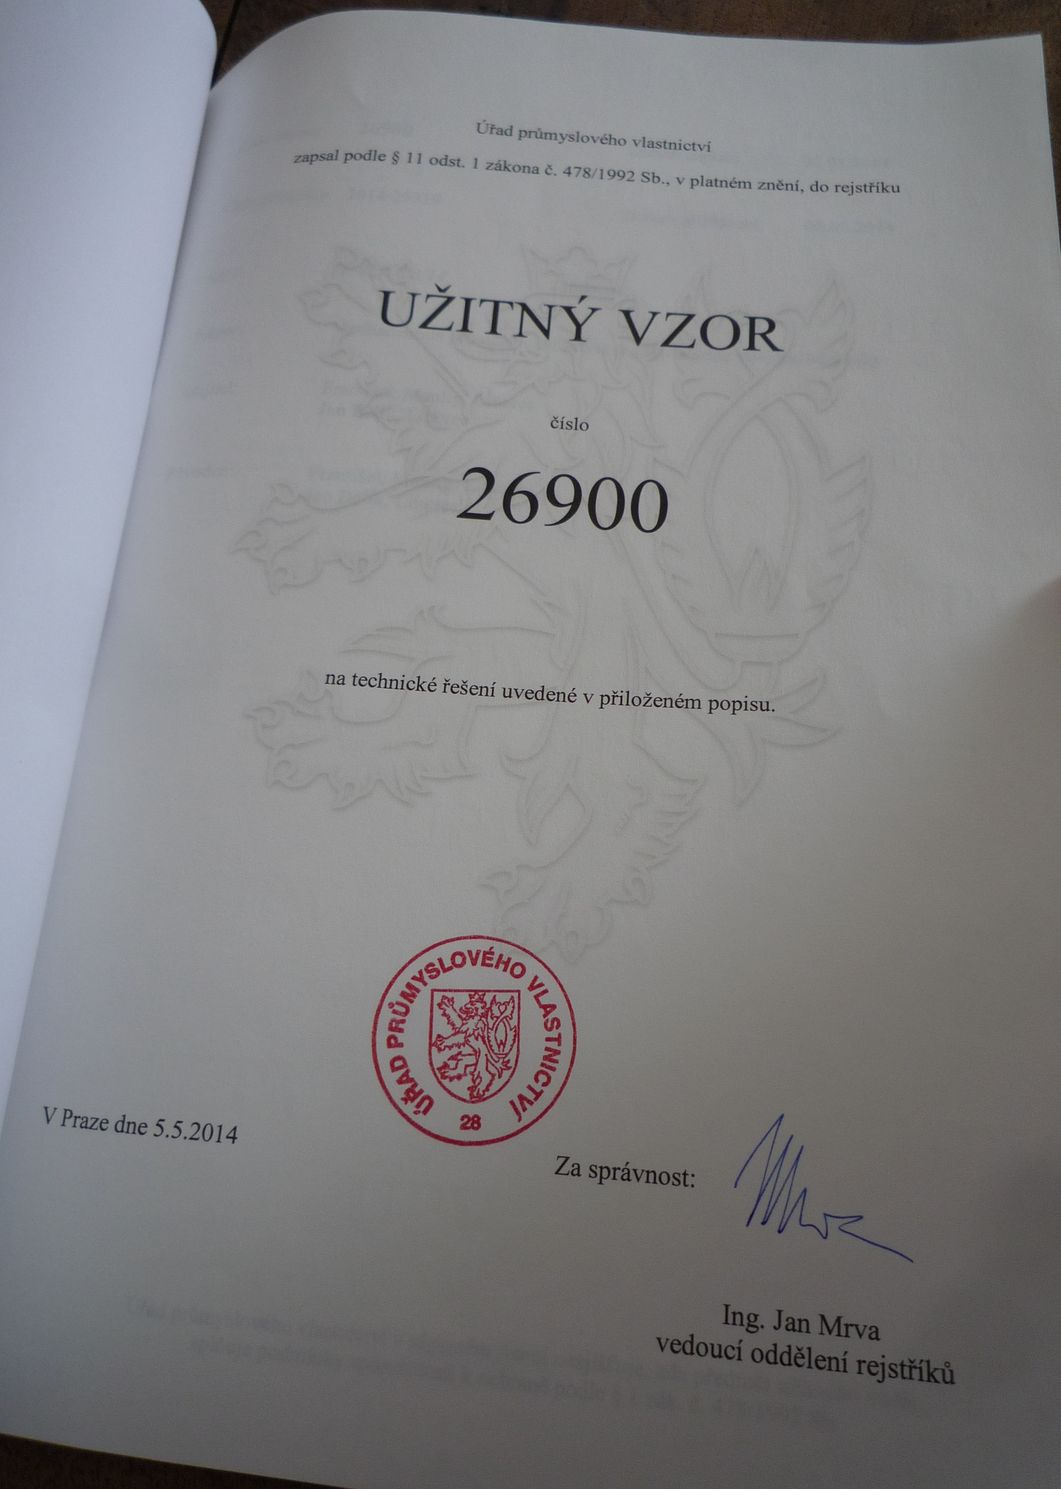 Úřad průmyslového vlastnictví
zapsal podle § 11 odst. 1 zákona č. 478/1992 Sb., v platném znění, do rejstříku
UŽITNÝ VZOR
číslo
26900
na technické řešení uvedené v přiloženém popisu.
ÚŘAD PRŮMYSLOVÉHO VLASTNICTVÍ
28
V Praze dne 5.5.2014
Za správnost:
Ing. Jan Mrva
vedoucí oddělení rejstříků